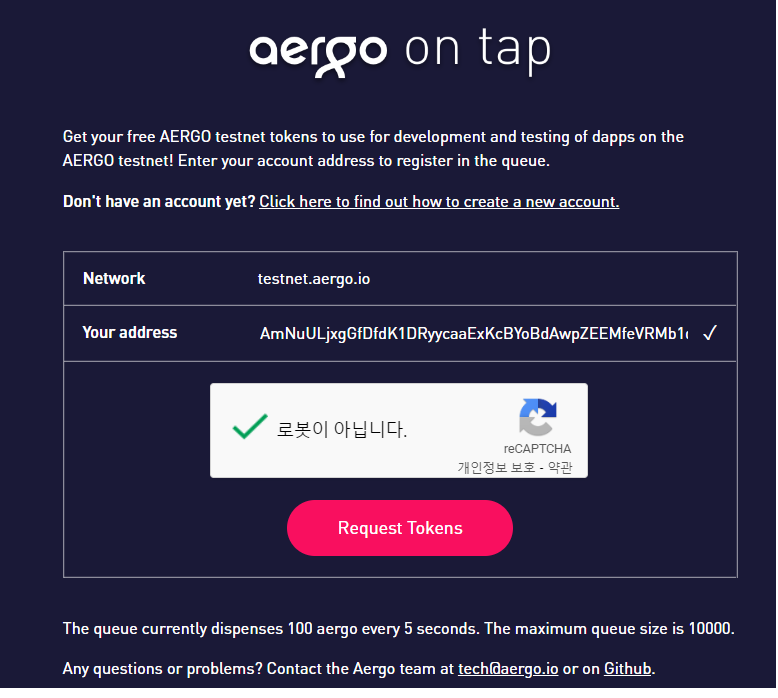 aergo on tap
Get your free AERGO testnet tokens to use for development and testing of dapps on the
AERGO testnet! Enter your account address to register in the queue.
Don't have an account yet? Click here to find out how to create a new account.
Network testnet.aergo.io
Your address AmNuULjxgGfDfdK1DRyycaaExKcBYoBdAwpZEEMfeVRMb1 ✓
로봇이 아닙니다.
reCAPTCHA
개인정보 보호 - 약관
Request Tokens
The queue currently dispenses 100 aergo every 5 seconds. The maximum queue size is 10000.
Any questions or problems? Contact the Aergo team at tech@aergo.io or on Github.